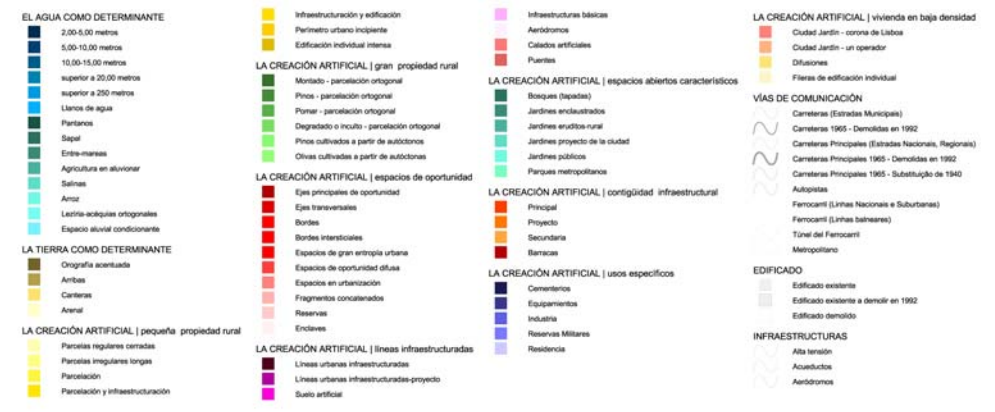 EL AGUA COMO DETERMINANTE
2,00-5,00 metros
5,00-10,00 metros
10,00-15,00 metros
superior a 20,00 metros
superior a 250 metros
Llanos de agua
Pantanos
Sapal
Entre-mareas
Agricultura en aluvionar
Salinas
Arroz
Leziria-acéquias ortogonales
Espacio aluvial condicionante
LA TIERRA COMO DETERMINANTE
Orografia acentuada
Arribas
Canteras
Arenal
LA CREACIÓN ARTIFICIAL | pequeña propiedad rural
Parcelas regulares cerradas
Parcelas irregulares longas
Parcelación
Parcelación y infraestructuración
Infraestructuración y edificación
Perímetro urbano incipiente
Edificación individual intensa
LA CREACIÓN ARTIFICIAL | gran propiedad rural
Montado - parcelación ortogonal
Pinos - parcelación ortogonal
Pomar - parcelación ortogonal
Degradado o inculto - parcelación ortogonal
Pinos cultivados a partir de autóctonos
Olivas cultivadas a partir de autóctonas
LA CREACIÓN ARTIFICIAL | espacios de oportunidad
Ejes principales de oportunidad
Ejes transversales
Bordes
Bordes intersticiales
Espacios de gran entropía urbana
Espacios de oportunidad difusa
Espacios en urbanización
Fragmentos concatenados
Reservas
Enclaves
LA CREACIÓN ARTIFICIAL | líneas infraestructuradas
Líneas urbanas infraestructuradas
Líneas urbanas infraestructuradas-proyecto
Suelo artificial
Infraestructuras básicas
Aeródromos
Calados artificiales
Puentes
LA CREACIÓN ARTIFICIAL | espacios abiertos característicos
Bosques (tapadas)
Jardines enclaustrados
Jardines eruditos-rural
Jardines proyecto de la ciudad
Jardines públicos
Parques metropolitanos
LA CREACIÓN ARTIFICIAL | contigüidad infraestructural
Principal
Proyecto
Secundaria
Barracas
LA CREACIÓN ARTIFICIAL | usos específicos
Cementerios
Equipamientos
Industria
Reservas Militares
Residencia
LA CREACIÓN ARTIFICIAL | vivienda en baja densidad
Ciudad Jardín - corona de Lisboa
Ciudad Jardín - un operador
Difusiones
Fileras de edificación individual
VÍAS DE COMUNICACIÓN
Carreteras (Estradas Municipais)
Carreteras 1965 - Demolidas en 1992
Carreteras Principales (Estradas Nacionais, Regionais)
Carreteras Principales 1965 - Demolidas en 1992
Carreteras Principales 1965 - Substituição de 1940
Autopistas
Ferrocarril (Linhas Nacionais e Suburbanas)
Ferrocarril (Linhas balneares)
Túnel del Ferrocarril
Metropolitano
EDIFICADO
Edificado existente
Edificado existente a demolir en 1992
Edificado demolido
INFRAESTRUCTURAS
Alta tensión
Acueductos
Aeródromos